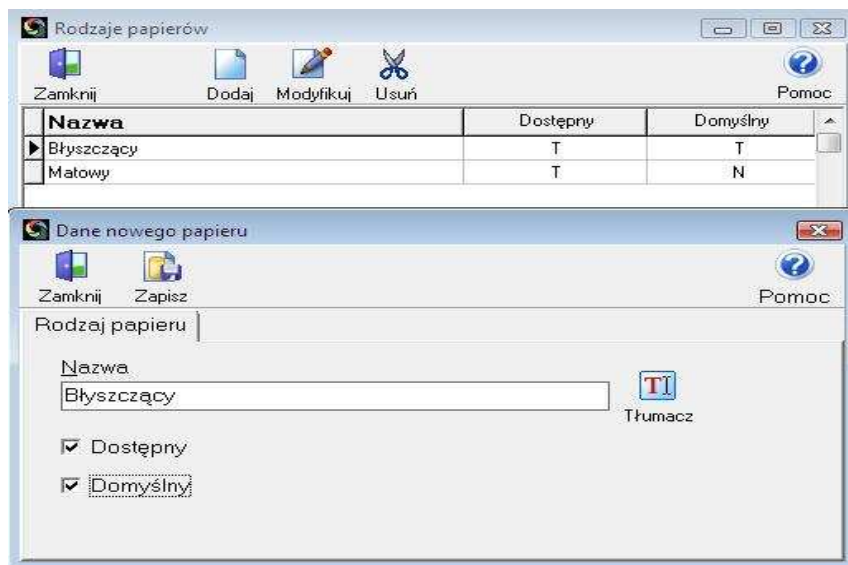 Rodzaje papierów
Zamknij Dodaj Modyfikuj Usuń Pomoc
Nazwa Dostępny Domyślny
Błyszczący T T
Matowy T N
Dane nowego papieru
Zamknij Zapisz Pomoc
Rodzaj papieru
Nazwa
Błyszczący
Tłumacz
Dostępny
Domyślny